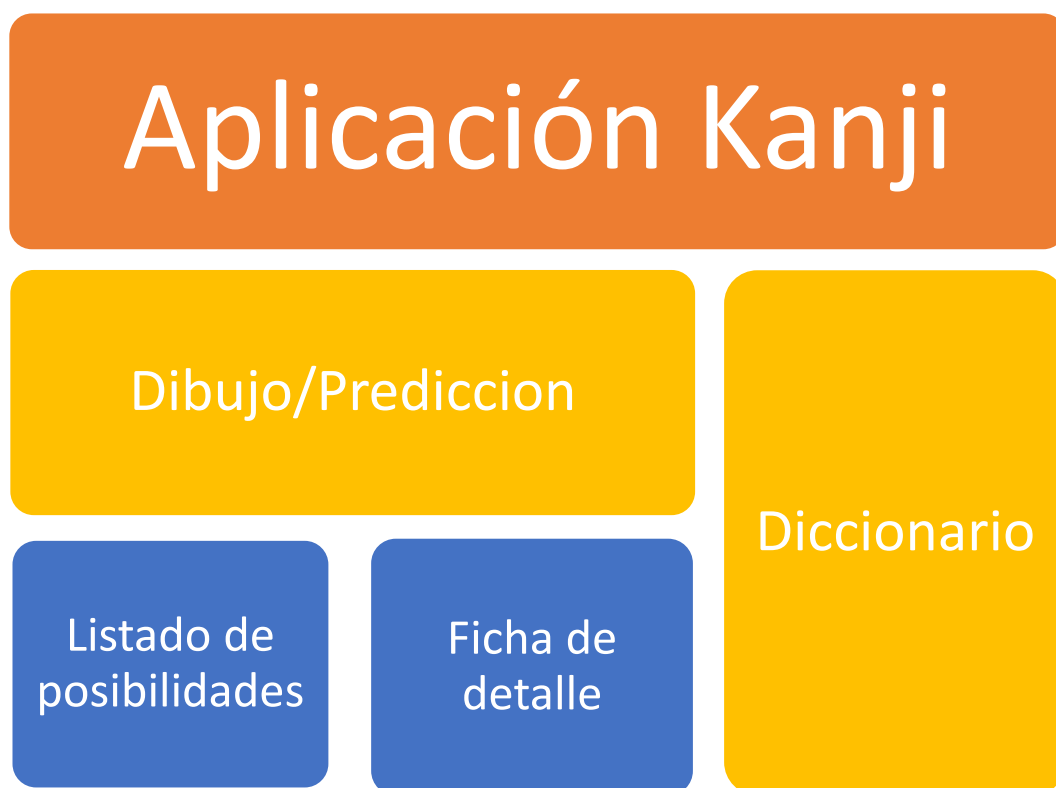 Aplicación Kanji
Dibujo/Prediccion
Diccionario
Listado de
posibilidades
Ficha de
detalle